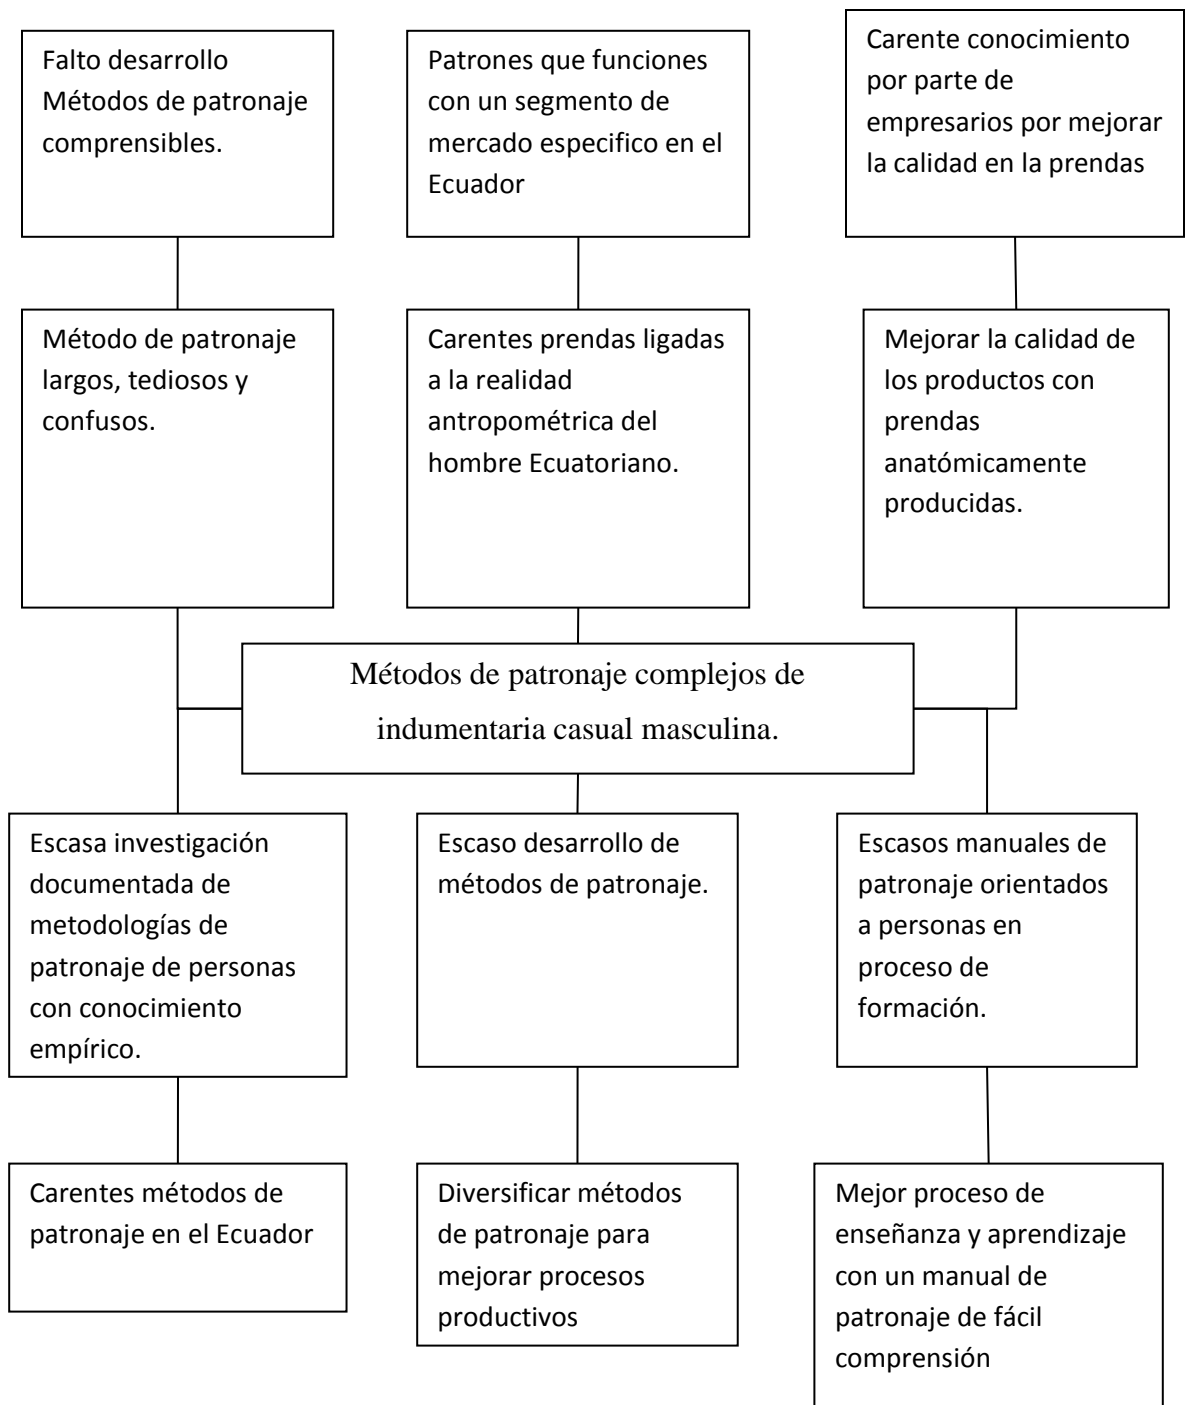 Falto desarrollo
Métodos de patronaje
comprensibles.
Patrones que funciones
con un segmento de
mercado especifico en el
Ecuador
Carente conocimiento
por parte de
empresarios por mejorar
la calidad en la prendas
Método de patronaje
largos, tediosos y
confusos.
Carentes prendas ligadas
a la realidad
antropométrica del
hombre Ecuatoriano.
Mejorar la calidad de
los productos con
prendas
anatómicamente
producidas.
Métodos de patronaje complejos de
indumentaria casual masculina.
Escasa investigación
documentada de
metodologías de
patronaje de personas
con conocimiento
empírico.
Escaso desarrollo de
métodos de patronaje.
Escasos manuales de
patronaje orientados
a personas en
proceso de
formación.
Carentes métodos de
patronaje en el Ecuador
Diversificar métodos
de patronaje para
mejorar procesos
productivos
Mejor proceso de
enseñanza y aprendizaje
con un manual de
patronaje de fácil
comprensión